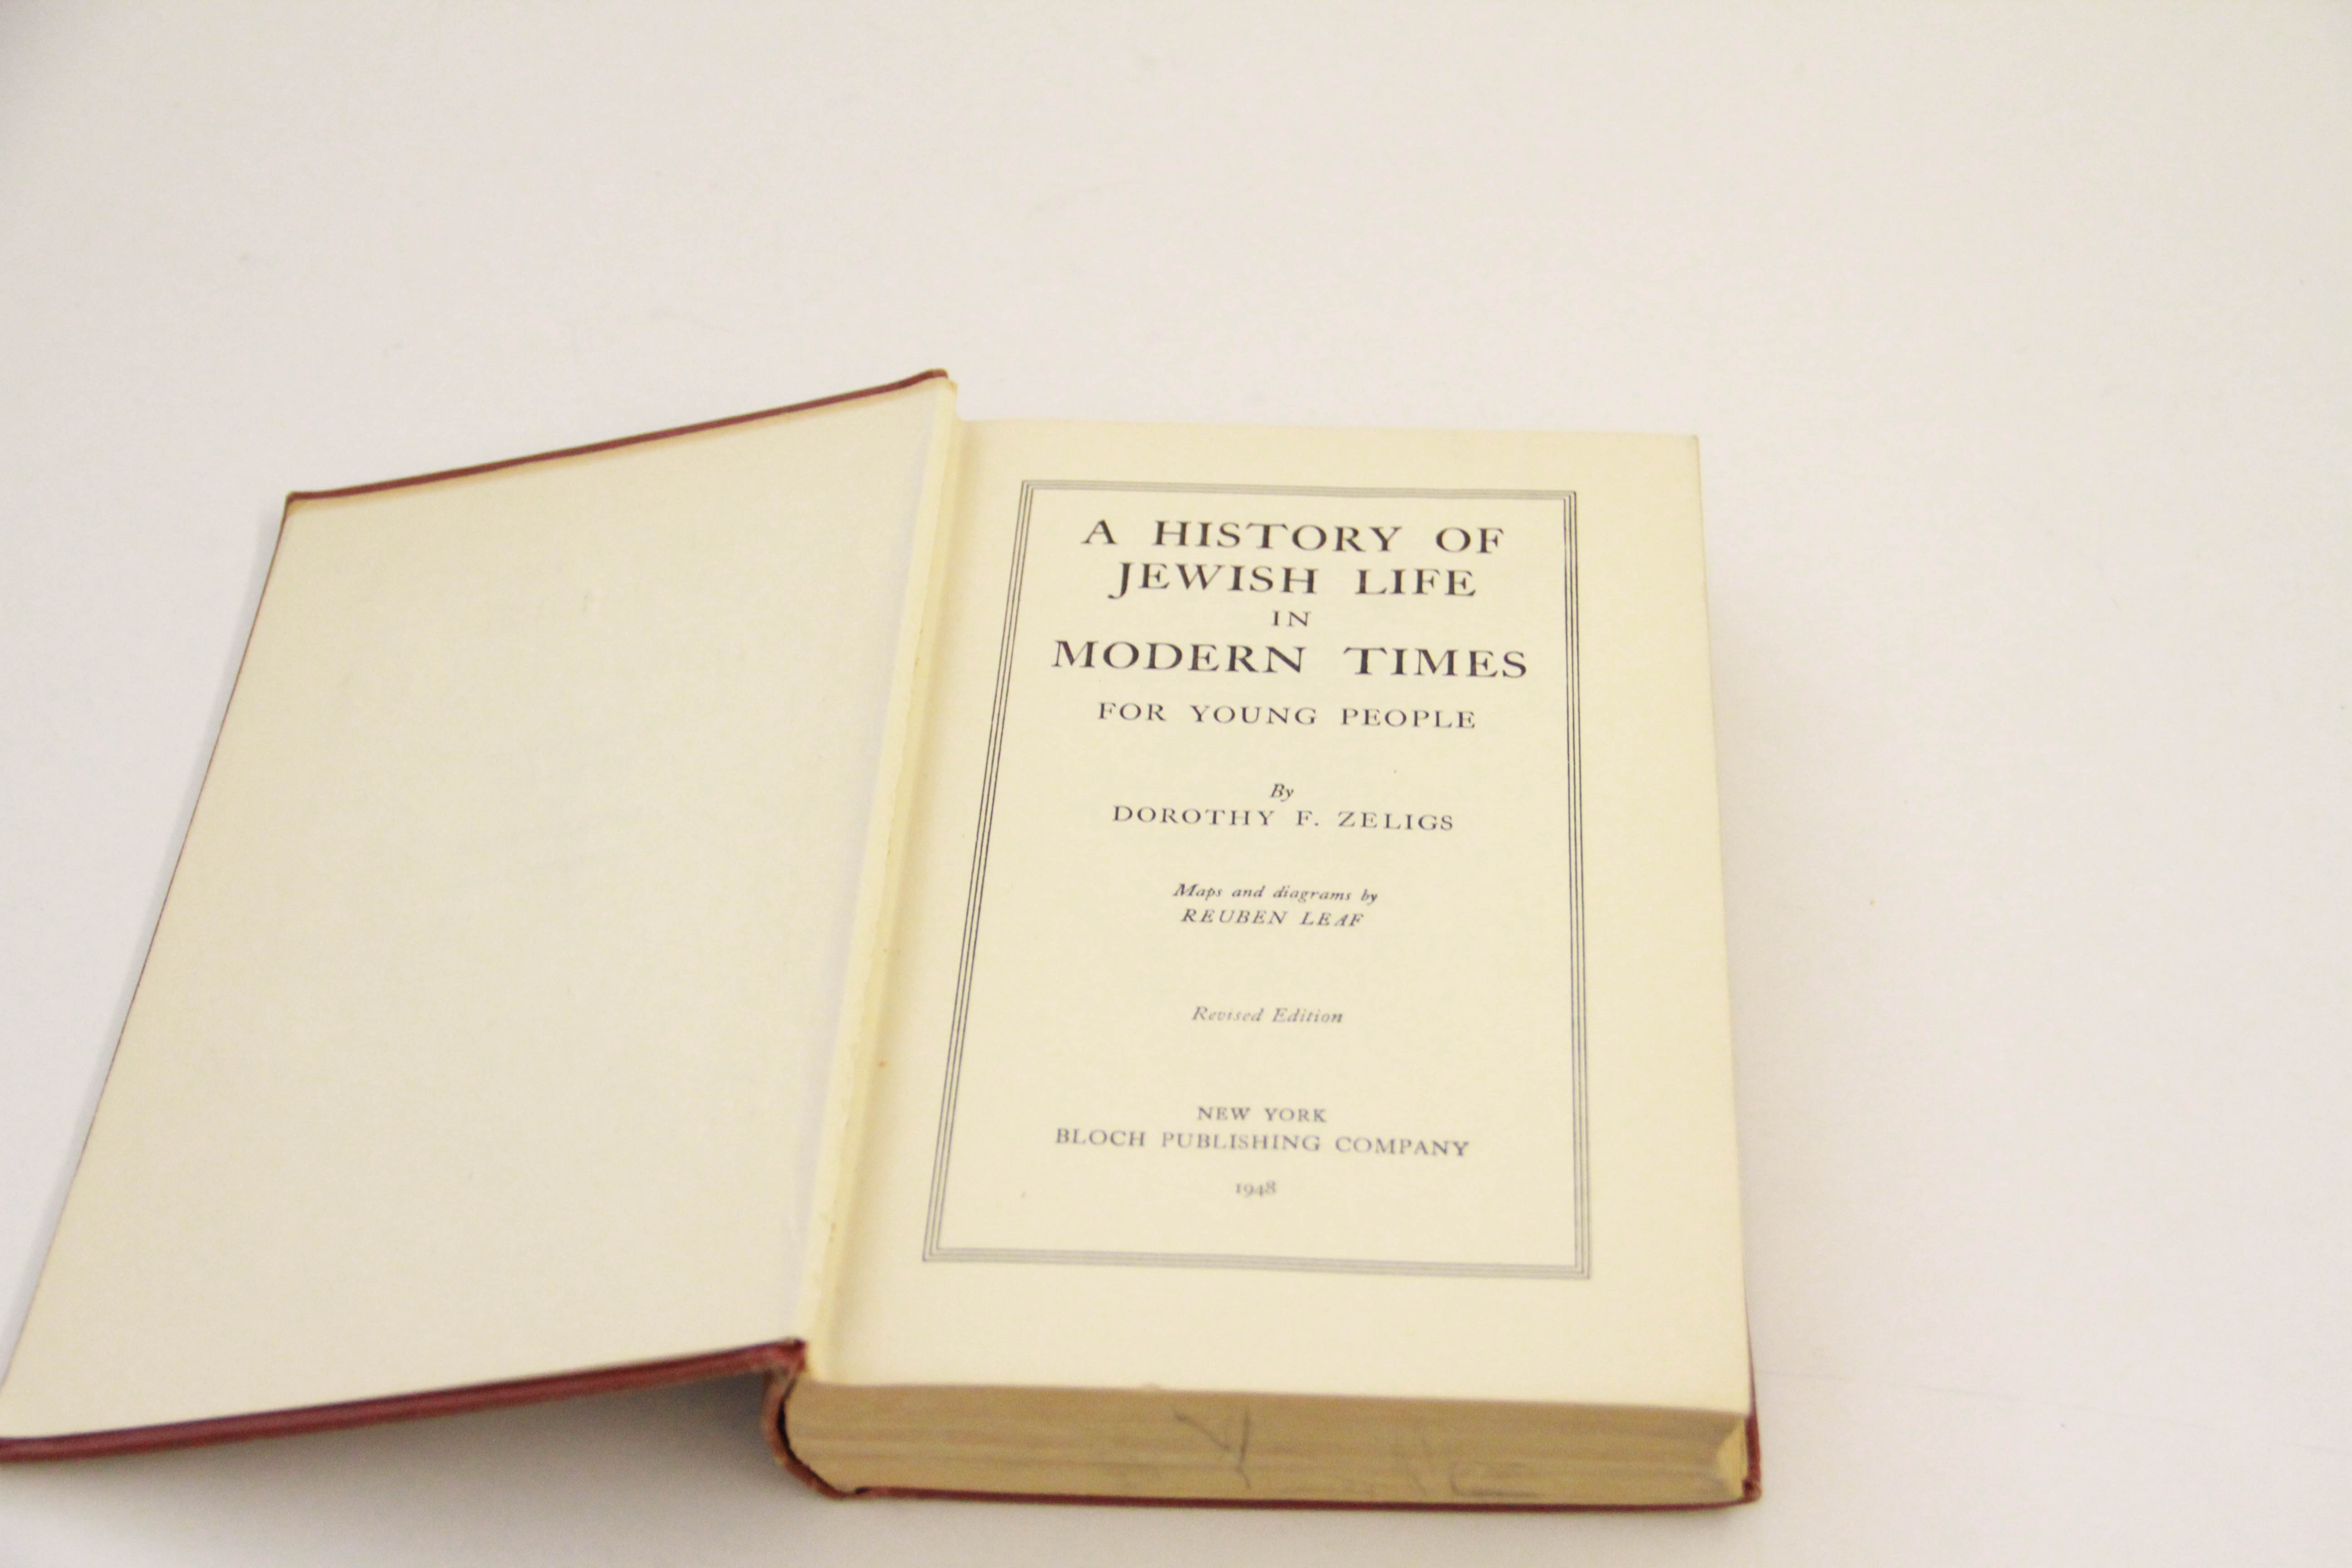 A HISTORY OF
JEWISH LIFE
IN
MODERN TIMES
FOR YOUNG PEOPLE
By
DOROTHY F. ZELIGS
Maps and diagrams by
REUBEN LEAF
Revised Edition
NEW YORK
BLOCH PUBLISHING COMPANY
1948